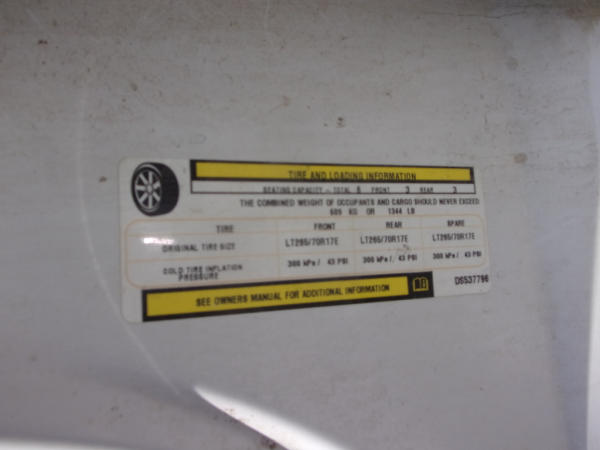 TIRE AND LOADING INFORMATION
SEATING CAPACITY - TOTAL 6 FRONT 3 REAR 3
THE COMBINED WEIGHT OF OCCUPANTS AND CARGO SHOULD NEVER EXCEED
KG OR 1344 LB
TIRE FRONT REAR SPARE
ORIGINAL TIRE SIZE LT265/70R17E LT265/70R17E LT265/70R17E
COLD TIRE INFLATION PRESSURE 300 kPa / 43 PSI 300 kPa / 43 PSI 300 kPa / 43 PSI
SEE OWNERS MANUAL FOR ADDITIONAL INFORMATION
DS537796